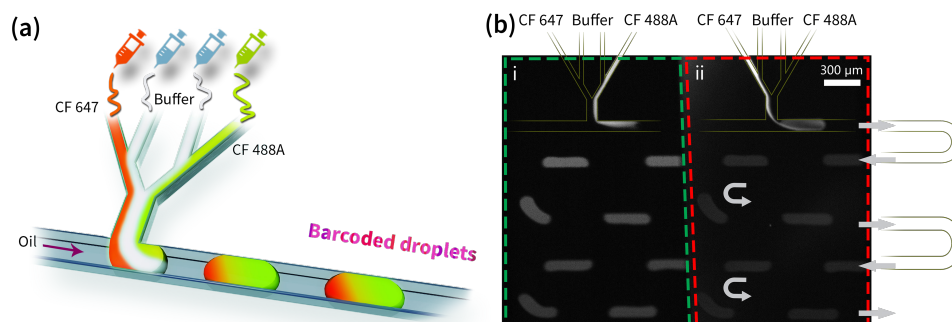 (a)
CF 647
Buffer
CF 488A
Oil
Barcoded droplets
(b)
CF 647 Buffer CF 488A
CF 647 Buffer CF 488A
i
ii
300 µm